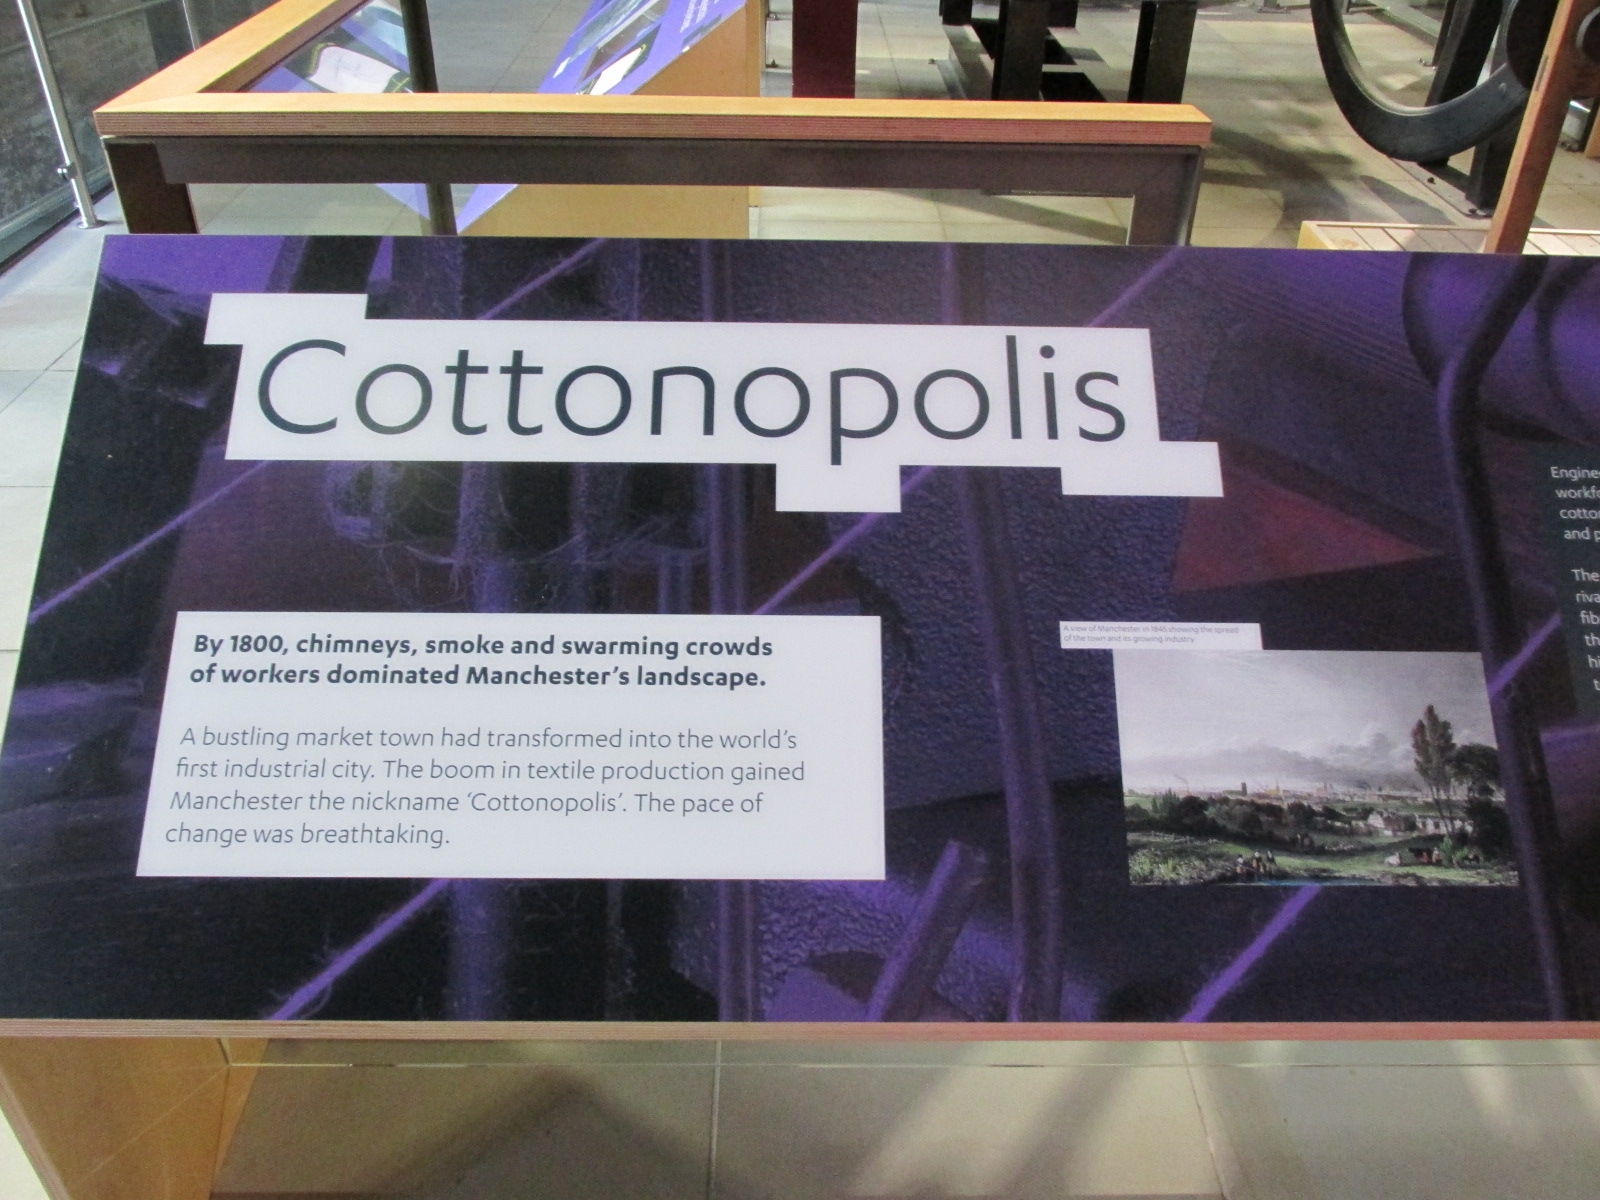 Cottonopolis
By 1800, chimneys, smoke and swarming crowds
of workers dominated Manchester's landscape.
A bustling market town had transformed into the world's
first industrial city. The boom in textile production gained
Manchester the nickname ‘Cottonopolis’. The pace of
change was breathtaking.
A view of Manchester in 1845 showing the spread
of the town and its growing industry.
and
The